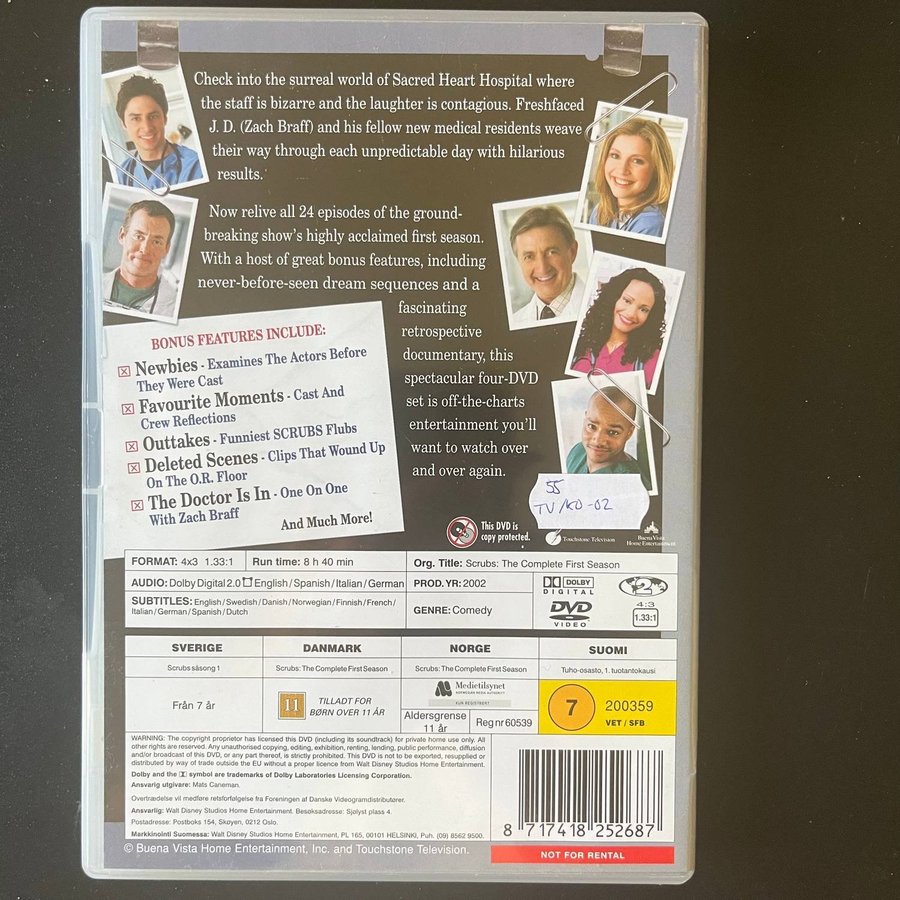 Check into the surreal world of Sacred Heart Hospital where
the staff is bizarre and the laughter is contagious. Freshfaced
J. D. (Zach Braff) and his fellow new medical residents weave
their way through each unpredictable day with hilarious
results.
Now relive all 24 episodes of the ground-
breaking show's highly acclaimed first season.
With a host of great bonus features, including
never-before-seen dream sequences and a
fascinating
retrospective
documentary, this
spectacular four-DVD
set is off-the-charts
entertainment you'll
want to watch over
and over again.
BONUS FEATURES INCLUDE:
Newbies - Examines The Actors Before
They Were Cast
Favourite Moments - Cast And
Crew Reflections
Outtakes - Funniest SCRUBS Flubs
Deleted Scenes - Clips That Wound Up
On The O.R. Floor
The Doctor Is In - One On One
With Zach Braff
And Much More!
55
TV/KO-02
This DVD is
copy protected.
Touchstone Television
Buena Vista
Home Entertainment
FORMAT: 4x3 1.33:1
Run time: 8 h 40 min
Org. Title: Scrubs: The Complete First Season
AUDIO: Dolby Digital 2.0 English/Spanish/Italian/German
PROD. YR: 2002
SUBTITLES: English/Swedish/Danish/Norwegian/Finnish/French/
Italian/German/Spanish/Dutch
GENRE: Comedy
DOLBY
DIGITAL
DVD
VIDEO
2
4:3
1.33:1
SVERIGE
Scrubs säsong 1
Från 7 år
DANMARK
Scrubs: The Complete First Season
11
TILLADT FOR
BØRN OVER 11 ÅR
NORGE
Scrubs: The Complete First Season
Medietilsynet
NORWEGIAN MEDIA AUTHORITY
KUN REGISTRERT
Aldersgrense
11 år
Reg nr 60539
SUOMI
Tuho-osasto, 1. tuotantokausi
7
200359
VET / SFB
WARNING: The copyright proprietor has licensed this DVD (including its soundtrack) for private home use only. All
other rights are reserved. Any unauthorised copying, editing, exhibition, renting, lending, public performance, diffusion
and/or broadcast of this DVD, or any part thereof, is strictly prohibited. This DVD is not to be exported, resupplied or
distributed by way of trade outside the EU without a proper licence from Walt Disney Studios Home Entertainment.
Dolby and the symbol are trademarks of Dolby Laboratories Licensing Corporation.
Ansvarig utgivare: Mats Caneman.
Overtrædelse vil medføre retsforfølgelse fra Foreningen af Danske Videogramdistributører.
Ansvarlig: Walt Disney Studios Home Entertainment. Besøksadresse: Sjølyst plass 4.
Postadresse: Postboks 154, Skøyen, 0212 Oslo.
Markkinointi Suomessa: Walt Disney Studios Home Entertainment, PL 165, 00101 HELSINKI, Puh. (09) 8562 9500.
8 717418 252687
© Buena Vista Home Entertainment, Inc. and Touchstone Television.
NOT FOR RENTAL